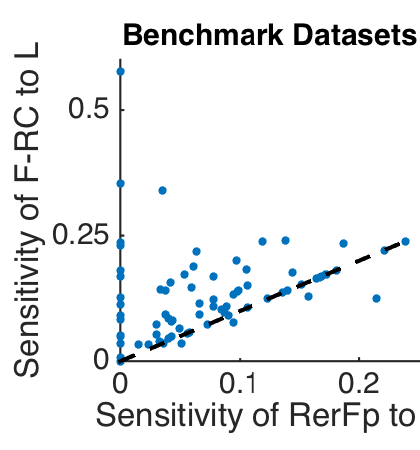 Benchmark Datasets
Sensitivity of F-RC to L
0.5
0.25
0
0
0.1
0.2
Sensitivity of RerFp to